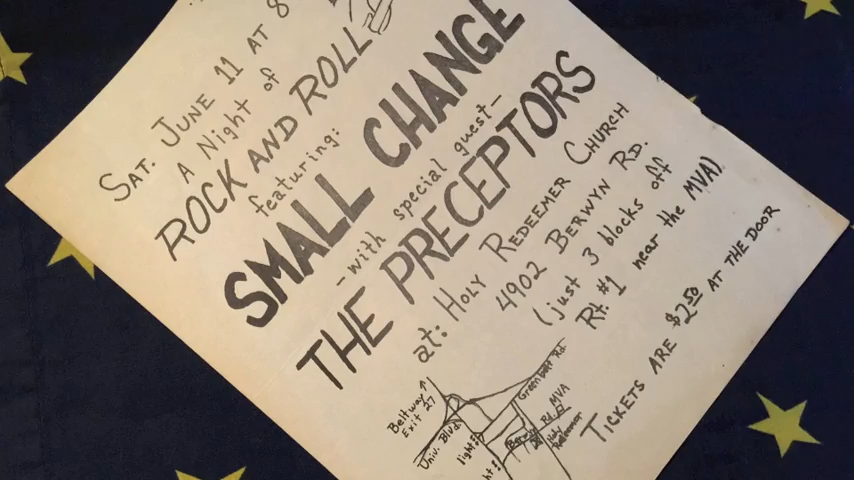 SAT. JUNE 11 AT 8
A Night of
ROCK AND ROLL
featuring:
SMALL CHANGE
-with special guest-
THE PRECEPTORS
at: HOLY REDEEMER CHURCH
4902 BERWYN RD.
(just 3 blocks off
Rt. #1 near the MVA)
TICKETS ARE $2.50 AT THE DOOR
Beltway ↑
Exit 27
Univ. Blvd.
light
Greenbelt Rd.
MVA
Berwyn Rd.
Holy
Redeemer